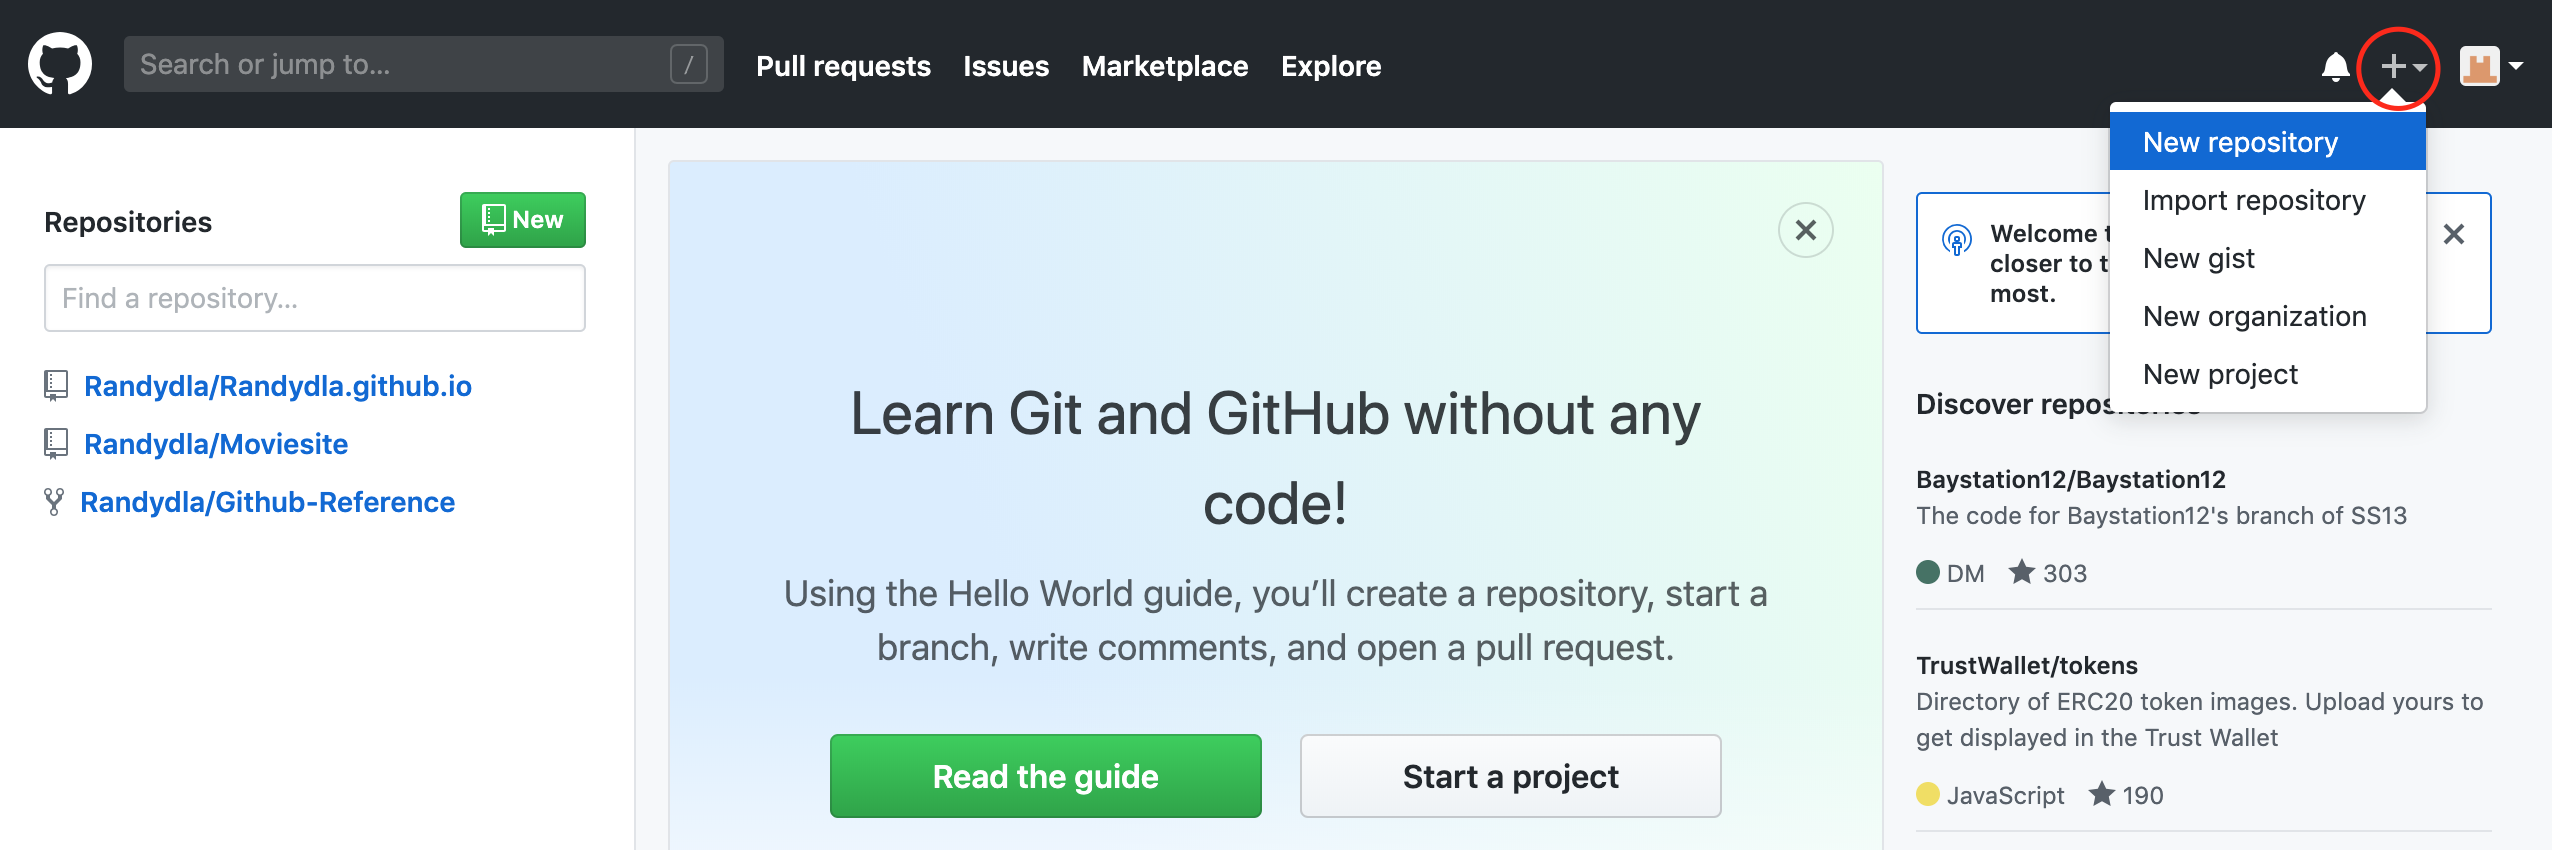 Search or jump to...
/
Pull requests
Issues
Marketplace
Explore
New repository
Import repository
New gist
New organization
New project
Repositories
New
Find a repository...
Randydla/Randydla.github.io
Randydla/Moviesite
Randydla/Github-Reference
Learn Git and GitHub without any
code!
Using the Hello World guide, you’ll create a repository, start a
branch, write comments, and open a pull request.
Read the guide
Start a project
Welcome
closer to
most.
Discover repositories
Baystation12/Baystation12
The code for Baystation12's branch of SS13
DM 303
TrustWallet/tokens
Directory of ERC20 token images. Upload yours to
get displayed in the Trust Wallet
JavaScript 190